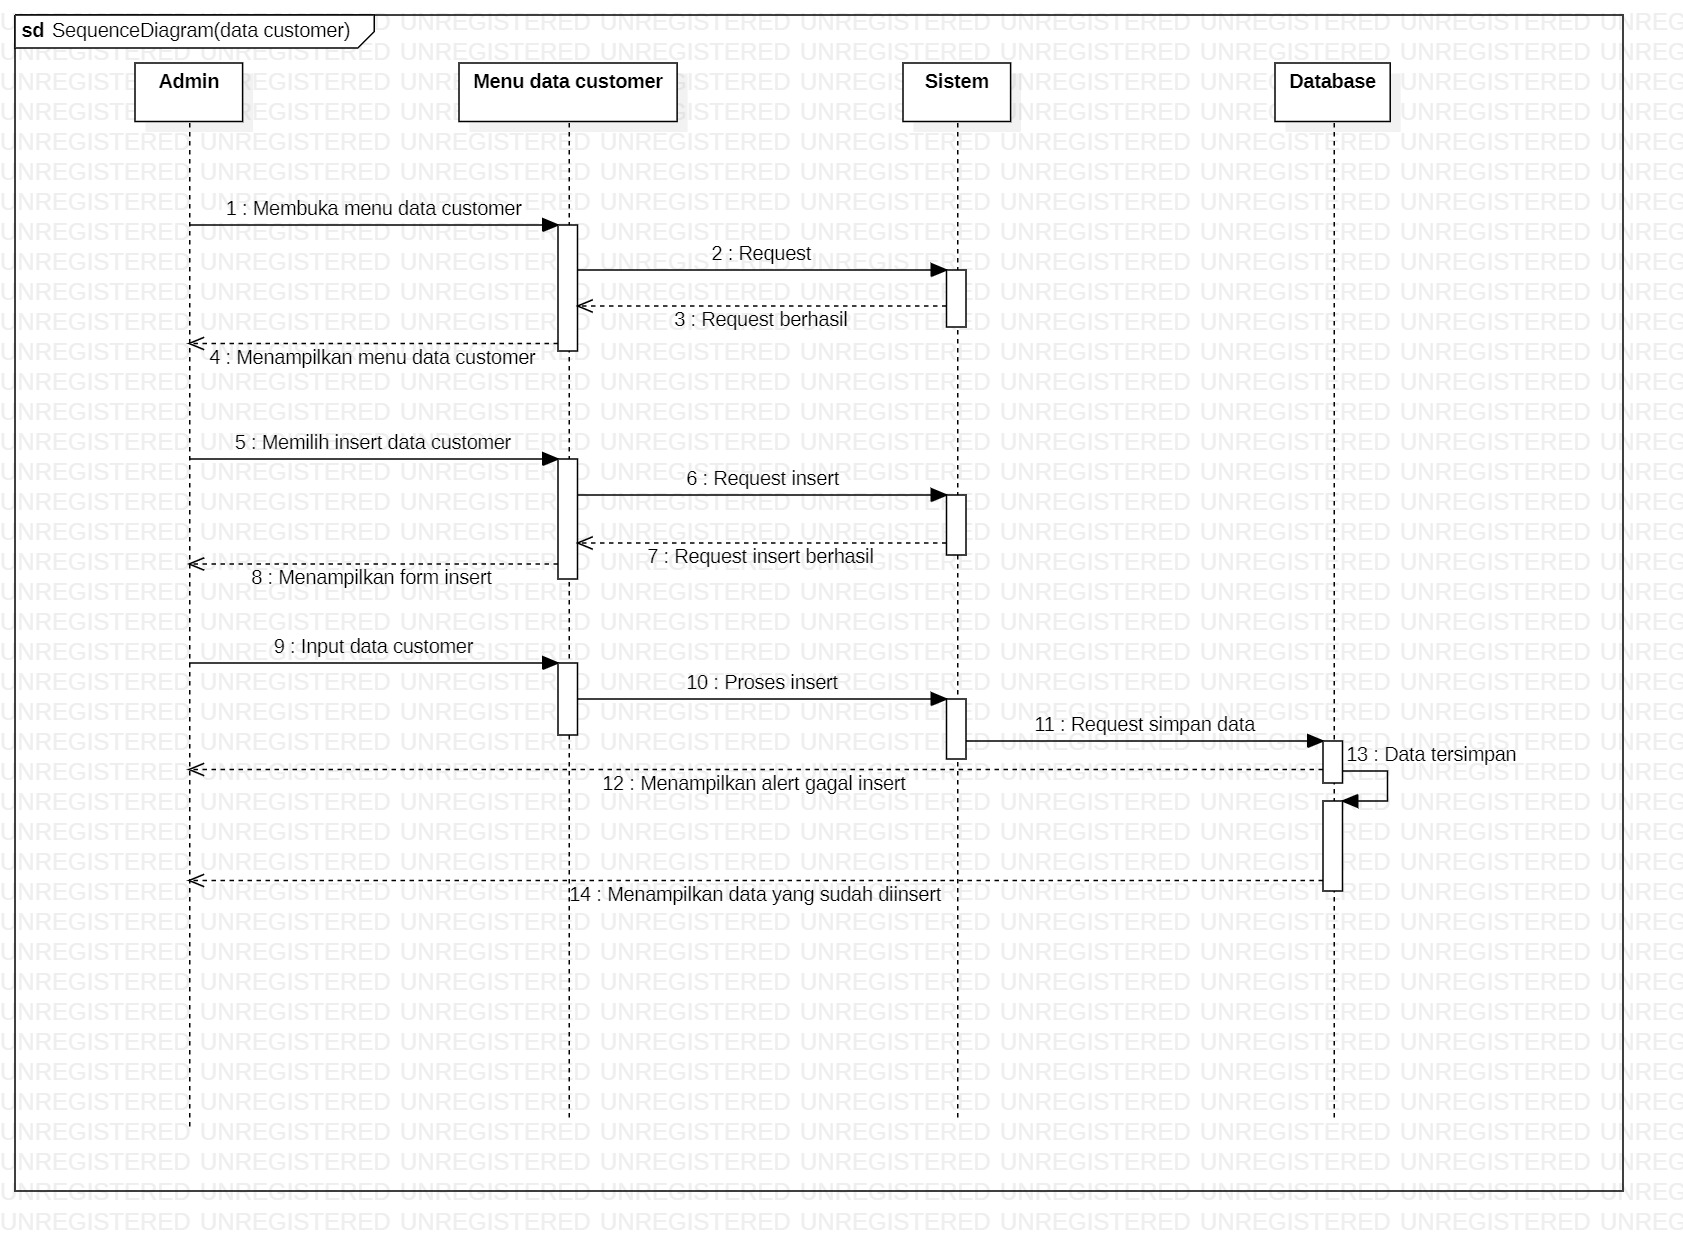 sd SequenceDiagram(data customer)
Admin
Menu data customer
Sistem
Database
1 : Membuka menu data customer
2 : Request
3 : Request berhasil
4 : Menampilkan menu data customer
5 : Memilih insert data customer
6 : Request insert
7 : Request insert berhasil
8 : Menampilkan form insert
9 : Input data customer
10 : Proses insert
11 : Request simpan data
13 : Data tersimpan
12 : Menampilkan alert gagal insert
14 : Menampilkan data yang sudah diinsert
UNREGISTERED